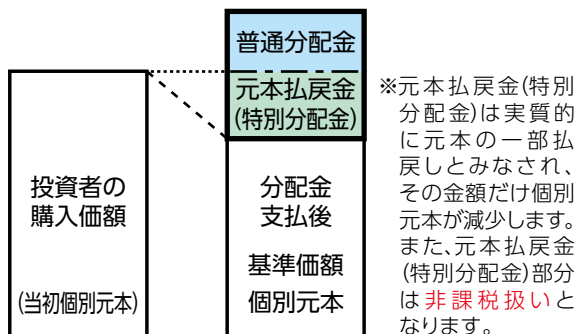 普通分配金
元本払戻金
(特別分配金)
投資者の
購入価額
(当初個別元本)
分配金
支払後
基準価額
個別元本
※元本払戻金(特別
分配金)は実質的
に元本の一部払
戻しとみなされ、
その金額だけ個別
元本が減少します。
また、元本払戻金
(特別分配金)部分
は非課税扱いと
なります。